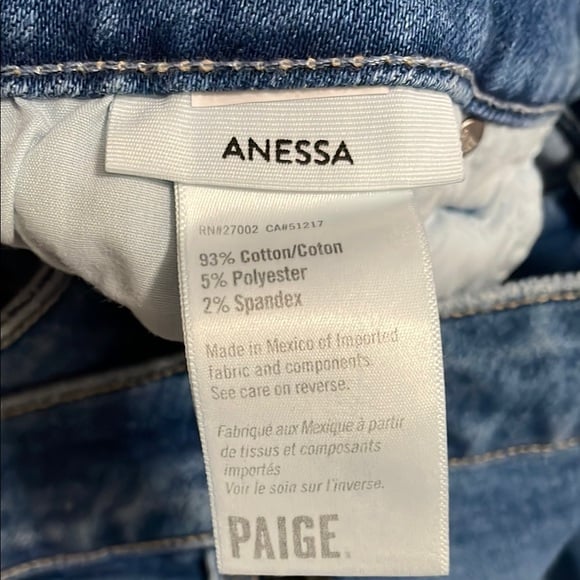 ANESSA
RN#27002 CA#51217
93% Cotton/Coton
5% Polyester
2% Spandex
Made in Mexico of Imported
fabric and components.
See care on reverse.
Fabriqué aux Mexique à partir
de tissus et composants
importés
Voir le soin sur l'inverse.
PAIGE.